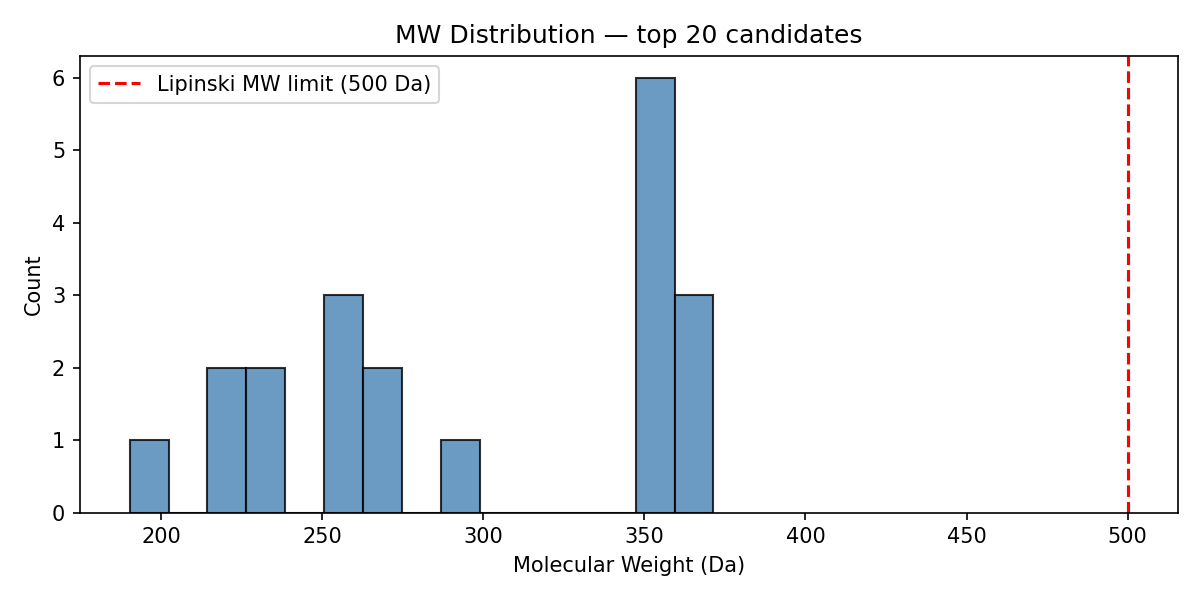 MW Distribution — top 20 candidates
Lipinski MW limit (500 Da)
6
5
4
3
2
1
0
Count
200 250 300 350 400 450 500
Molecular Weight (Da)